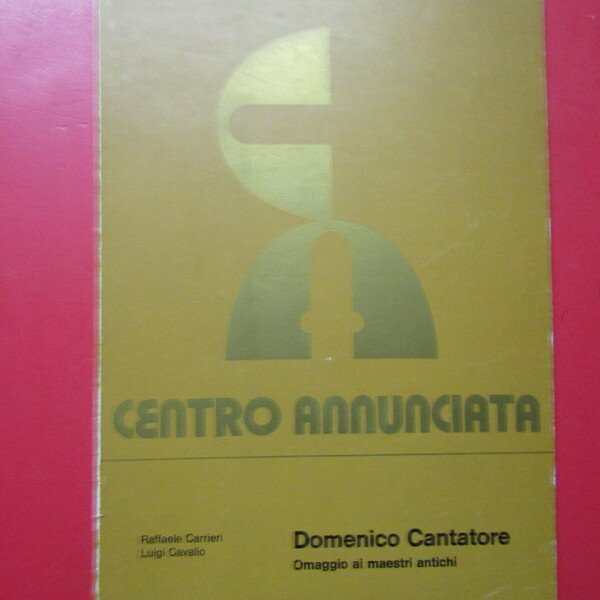 CENTRO ANNUNCIATA
Raffaele Carrieri
Luigi Cavallo
Domenico Cantatore
Omaggio ai maestri antichi